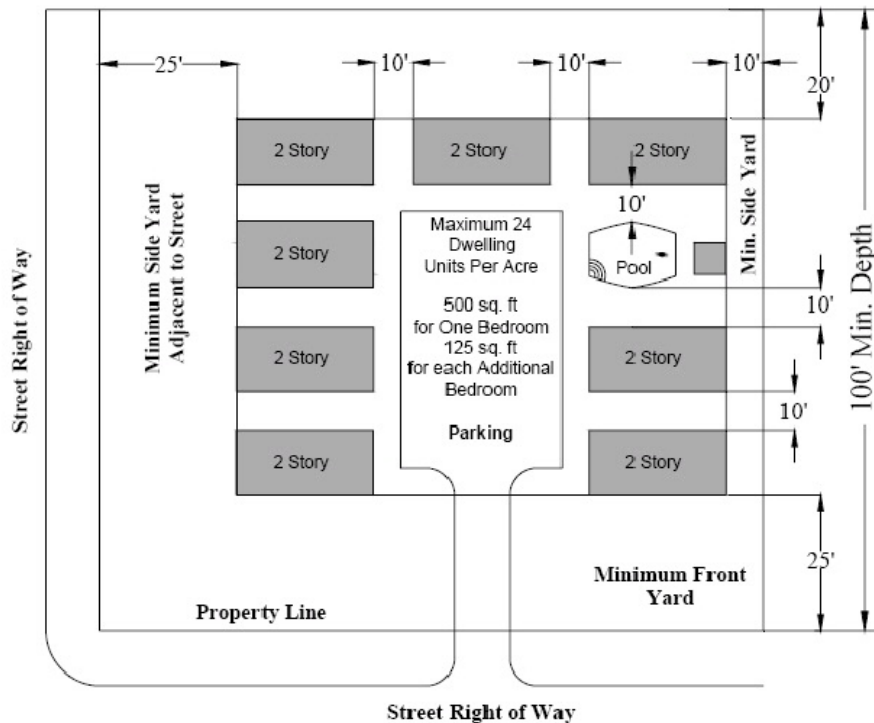 25'
10'
10'
10'
20'
2 Story
2 Story
2 Story
Street Right of Way
Minimum Side Yard
Adjacent to Street
Min. Side Yard
100' Min. Depth
10'
Maximum 24
Dwelling
Units Per Acre
500 sq. ft
for One Bedroom
125 sq. ft
for each Additional
Bedroom
Parking
2 Story
Pool
10'
2 Story
2 Story
10'
2 Story
2 Story
25'
Minimum Front
Yard
Property Line
Street Right of Way